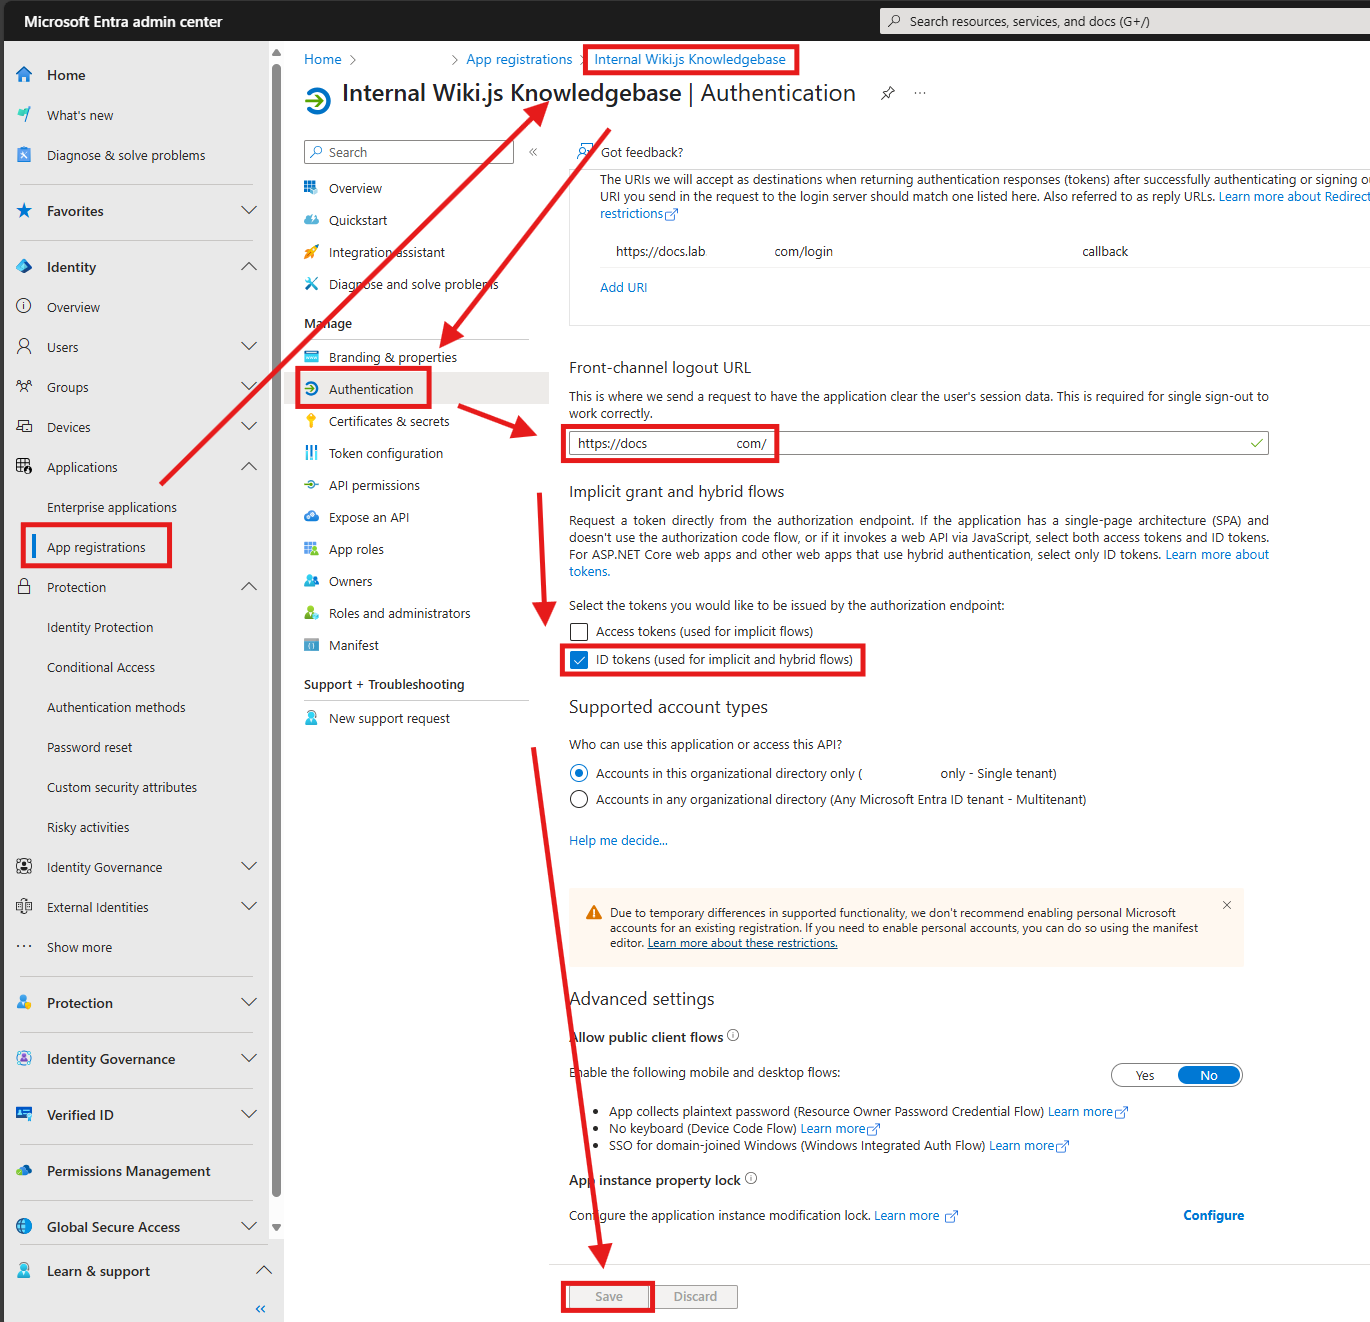 Microsoft Entra admin center
Search resources, services, and docs (G+/)
Home
What's new
Diagnose & solve problems
Favorites
Identity
Overview
Users
Groups
Devices
Applications
Enterprise applications
App registrations
Protection
Identity Protection
Conditional Access
Authentication methods
Password reset
Custom security attributes
Risky activities
Identity Governance
External Identities
Show more
Protection
Identity Governance
Verified ID
Permissions Management
Global Secure Access
Learn & support
Home > > App registrations > Internal Wiki.js Knowledgebase
Internal Wiki.js Knowledgebase | Authentication
Search
Overview
Quickstart
Integration assistant
Diagnose and solve problems
Manage
Branding & properties
Authentication
Certificates & secrets
Token configuration
API permissions
Expose an API
App roles
Owners
Roles and administrators
Manifest
Support + Troubleshooting
New support request
Got feedback?
The URIs we will accept as destinations when returning authentication responses (tokens) after successfully authenticating or signing
URI you send in the request to the login server should match one listed here. Also referred to as reply URLs. Learn more about Redirect
restrictions
https://docs.lab com/login callback
Add URI
Front-channel logout URL
This is where we send a request to have the application clear the user's session data. This is required for single sign-out to
work correctly.
https://docs com/
Implicit grant and hybrid flows
Request a token directly from the authorization endpoint. If the application has a single-page architecture (SPA) and
doesn't use the authorization code flow, or if it invokes a web API via JavaScript, select both access tokens and ID tokens.
For ASP.NET Core web apps and other web apps that use hybrid authentication, select only ID tokens. Learn more about
tokens.
Select the tokens you would like to be issued by the authorization endpoint:
Access tokens (used for implicit flows)
ID tokens (used for implicit and hybrid flows)
Supported account types
Who can use this application or access this API?
Accounts in this organizational directory only ( only - Single tenant)
Accounts in any organizational directory (Any Microsoft Entra ID tenant - Multitenant)
Help me decide...
Due to temporary differences in supported functionality, we don't recommend enabling personal Microsoft
accounts for an existing registration. If you need to enable personal accounts, you can do so using the manifest
editor. Learn more about these restrictions.
Advanced settings
Allow public client flows
Enable the following mobile and desktop flows:
Yes No
• App collects plaintext password (Resource Owner Password Credential Flow) Learn more
• No keyboard (Device Code Flow) Learn more
• SSO for domain-joined Windows (Windows Integrated Auth Flow) Learn more
App instance property lock
Configure the application instance modification lock. Learn more
Configure
Save
Discard